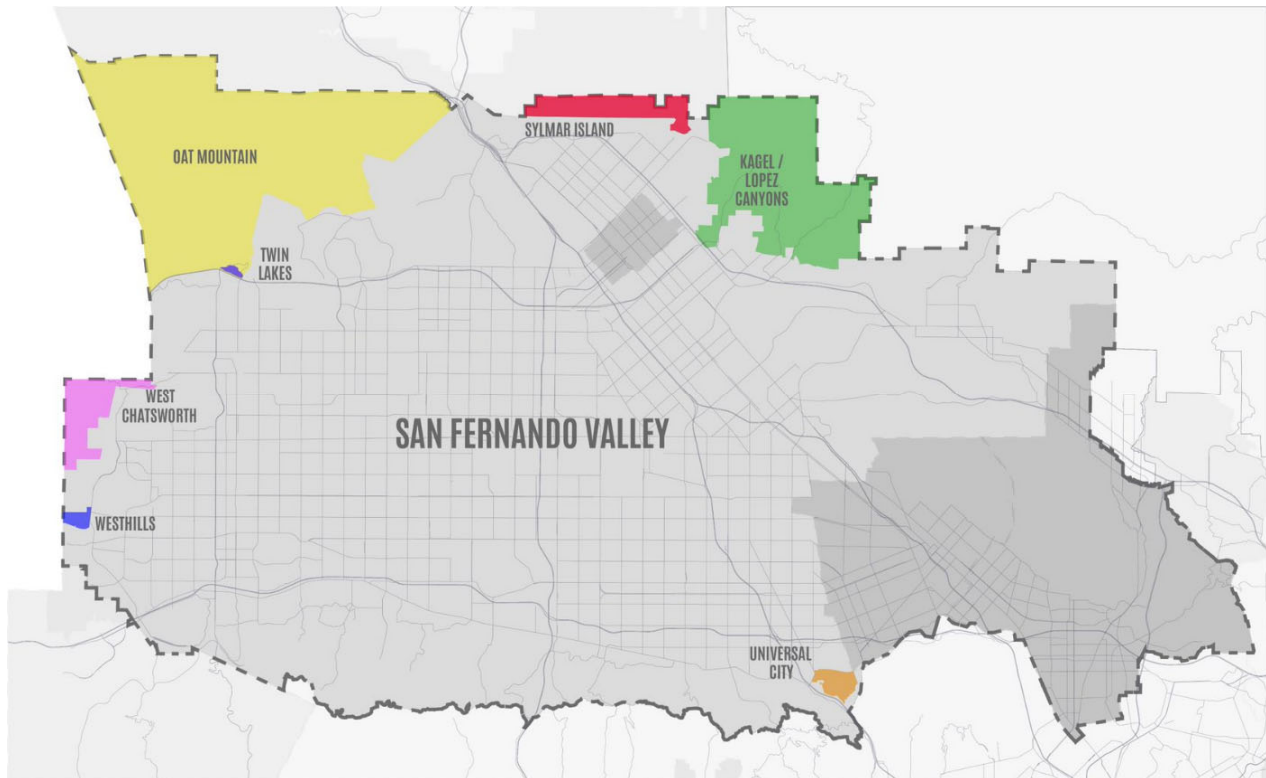 SYLMAR ISLAND
OAT MOUNTAIN
KAGEL /
LOPEZ
CANYONS
TWIN
LAKES
WEST
CHATSWORTH
SAN FERNANDO VALLEY
WESTHILLS
UNIVERSAL
CITY